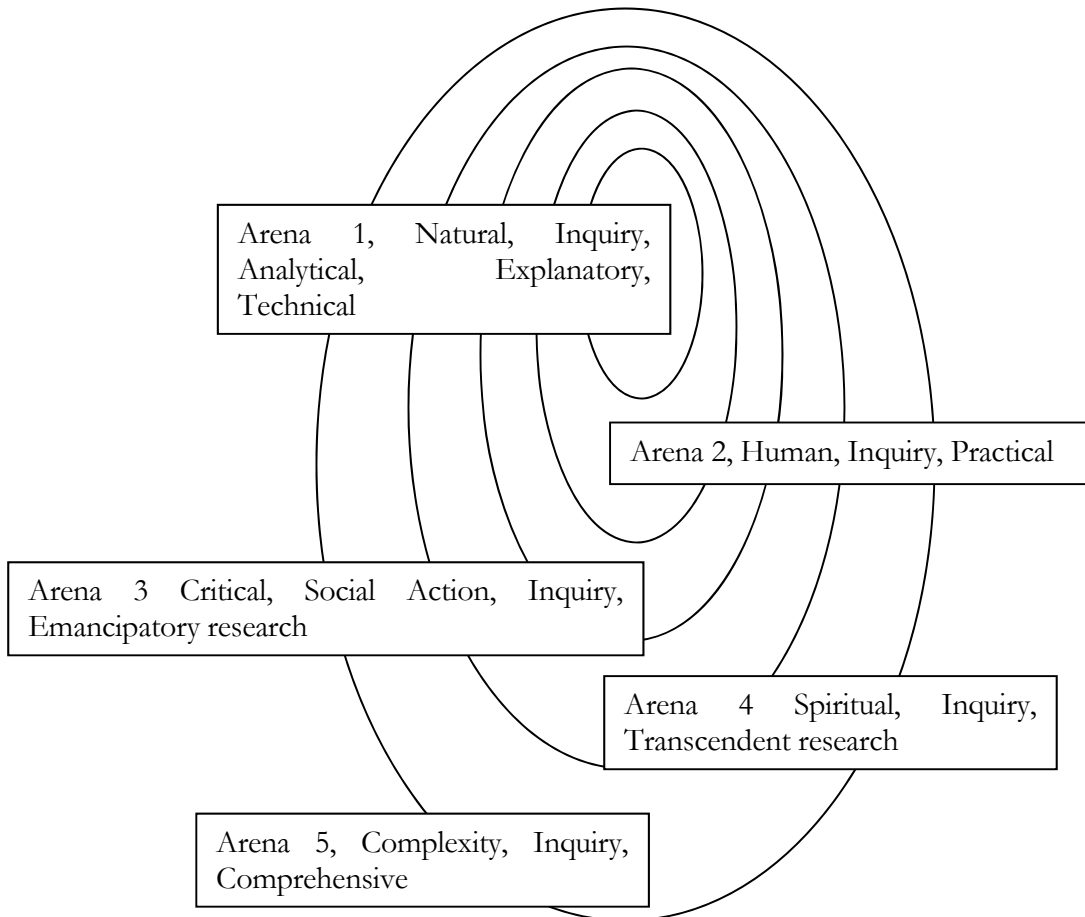 Arena 1, Natural, Inquiry,
Analytical, Explanatory,
Technical
Arena 2, Human, Inquiry, Practical
Arena 3 Critical, Social Action, Inquiry,
Emancipatory research
Arena 4 Spiritual, Inquiry,
Transcendent research
Arena 5, Complexity, Inquiry,
Comprehensive